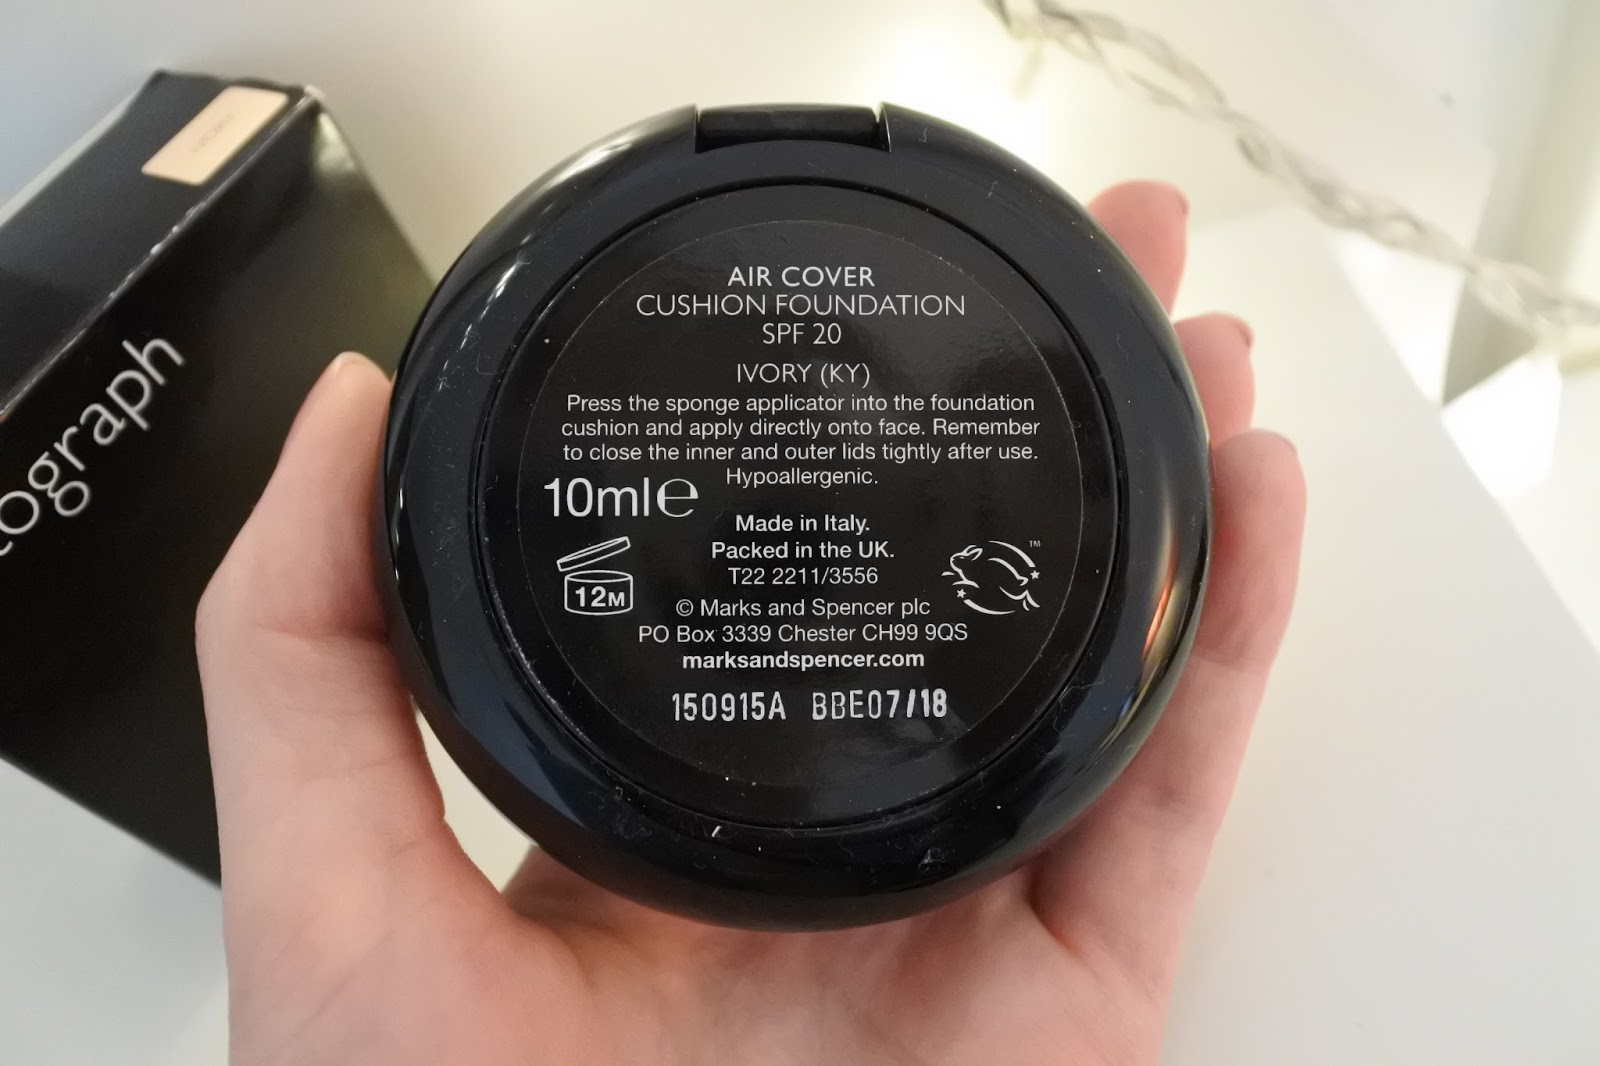 tograph
AIR COVER
CUSHION FOUNDATION
SPF 20
IVORY (KY)
Press the sponge applicator into the foundation
cushion and apply directly onto face. Remember
to close the inner and outer lids tightly after use.
Hypoallergenic.
10ml℮
Made in Italy.
Packed in the UK.
T22 2211/3556
12M
TM
© Marks and Spencer plc
PO Box 3339 Chester CH99 9QS
marksandspencer.com
150915A BBE07/18